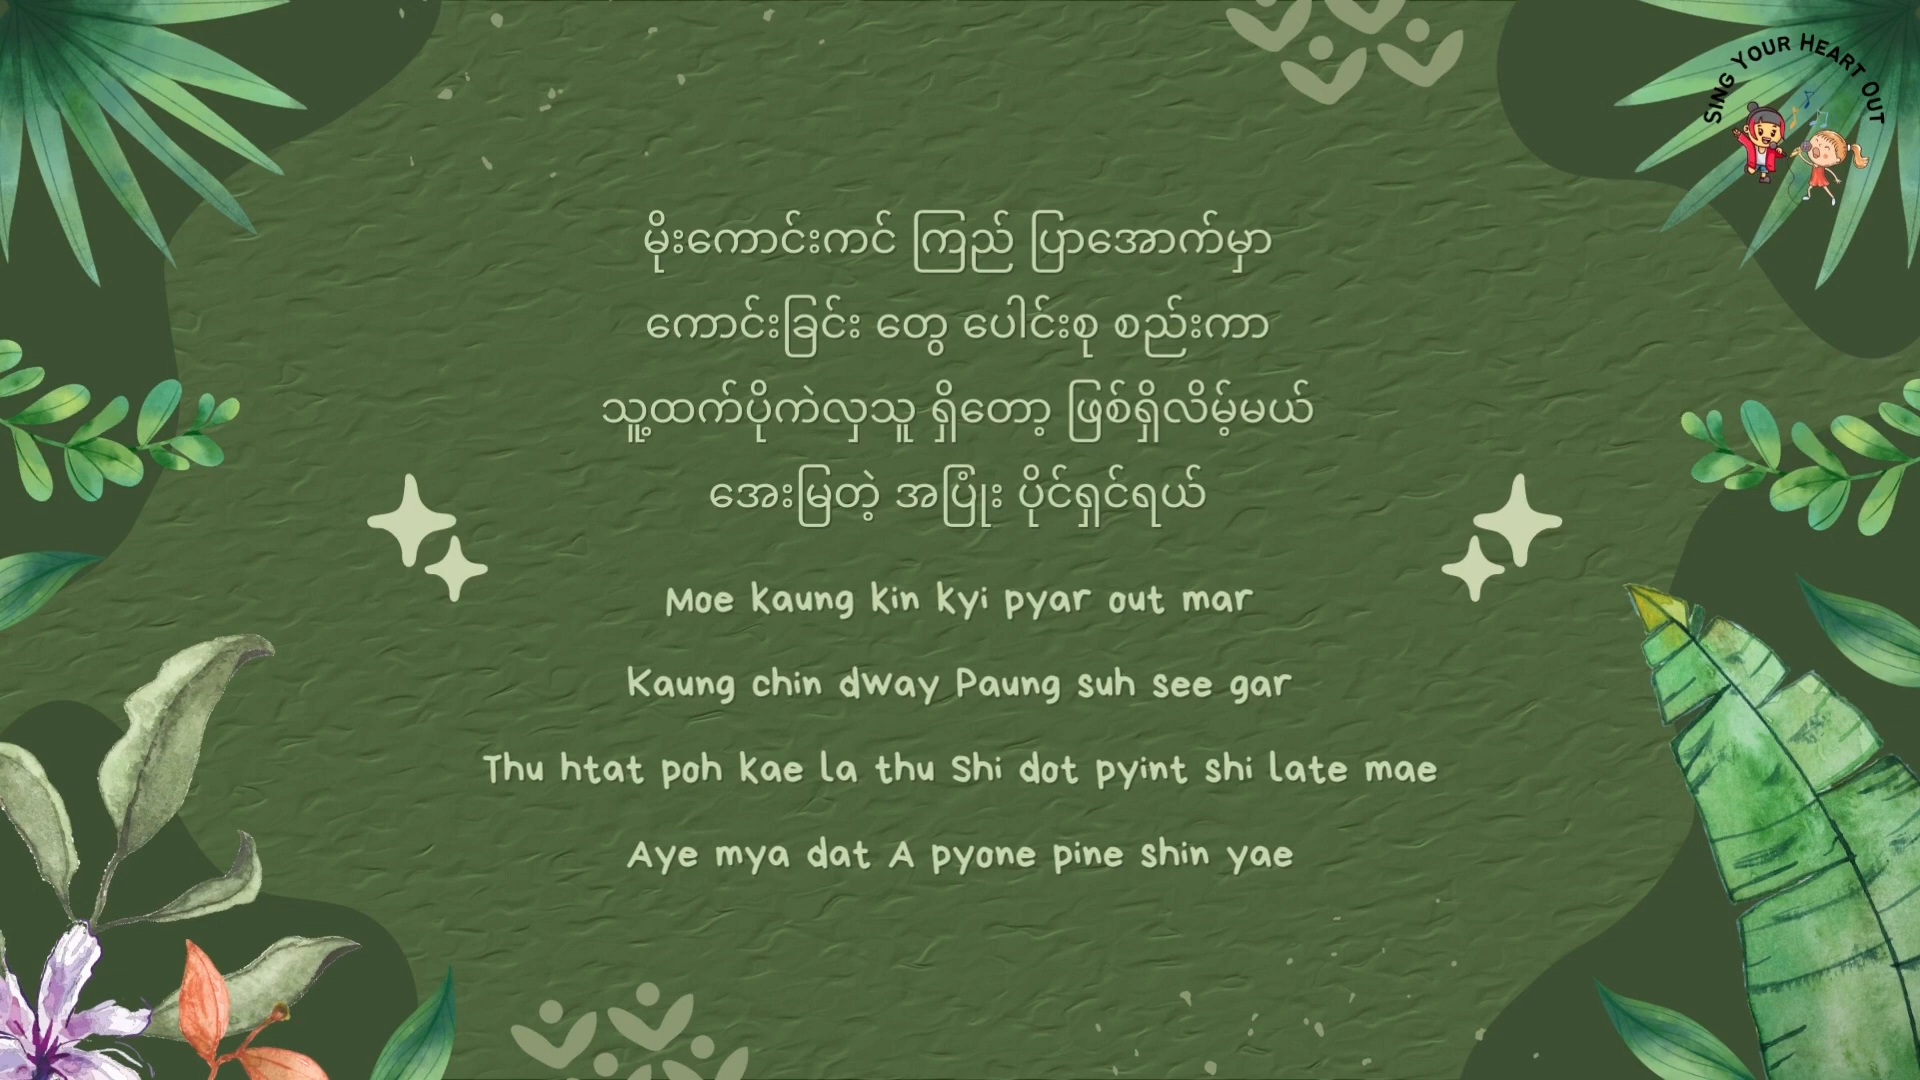 SING YOUR HEART OUT
မိုးကောင်းကင် ကြည် ပြာအောက်မှာ
ကောင်းခြင်း တွေ ပေါင်းစု စည်းကာ
သူ့ထက်ပိုကဲလှသူ ရှိတော့ ဖြစ်ရှိလိမ့်မယ်
အေးမြတဲ့ အပြုံး ပိုင်ရှင်ရယ်
Moe kaung kin kyi pyar out mar
Kaung chin dway Paung suh see gar
Thu htat poh kae la thu Shi dot pyint shi late mae
Aye mya dat A pyone pine shin yae